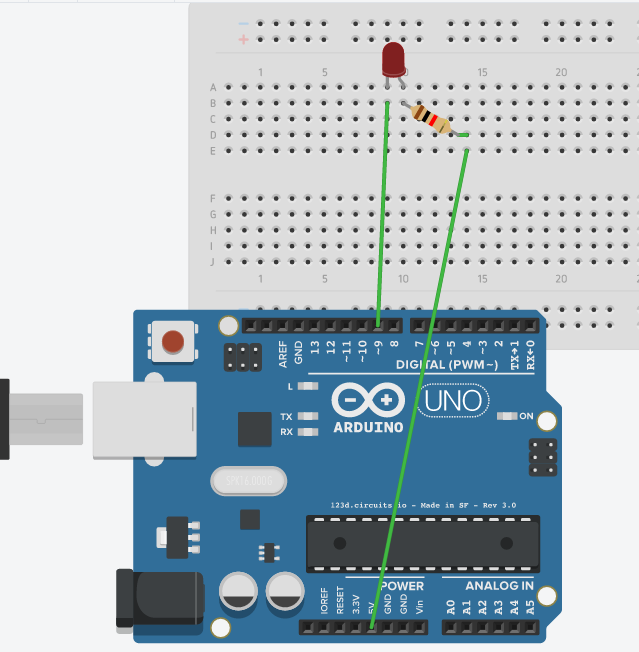 − −
+ +
1 5 10 15 20
A
B
C
D
E
F
G
H
I
J
1 5 10 15 20
AREF
GND
13
12
~11
~10
~9
8
7
~6
~5
4
~3
2
TX→1
RX←0
DIGITAL (PWM~)
L
TX
RX
ARDUINO
UNO
ON
SPK16.000G
123d.circuits.io - Made in SF - Rev 3.0
POWER
ANALOG IN
IOREF
RESET
3.3V
5V
GND
GND
Vin
A0
A1
A2
A3
A4
A5